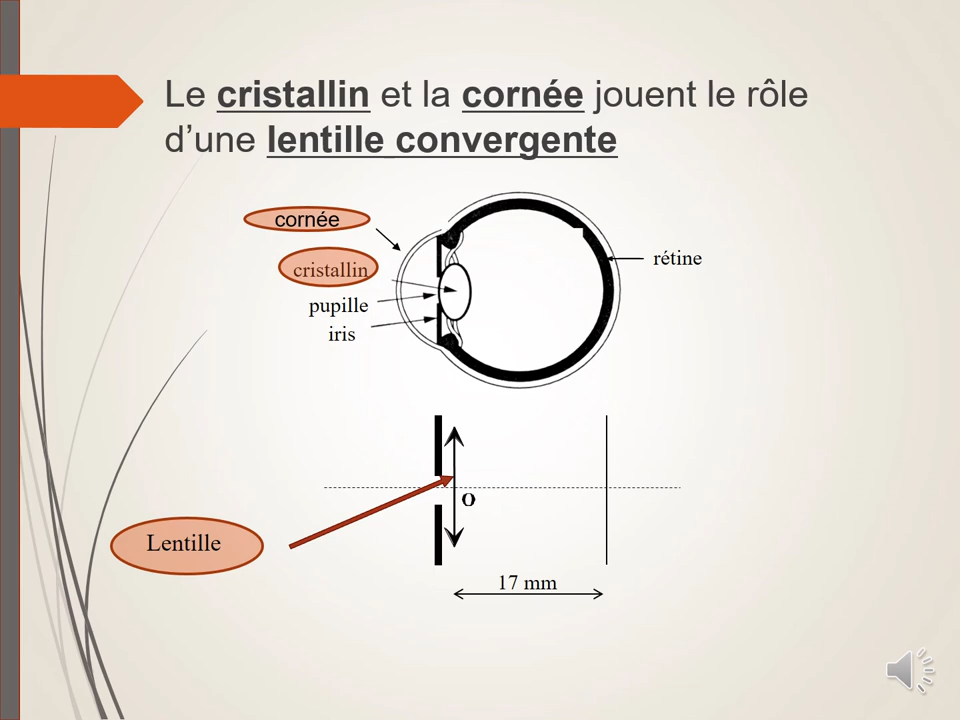 Le cristallin et la cornée jouent le rôle
d’une lentille convergente
cornée
cristallin
rétine
pupille
iris
O
Lentille
17 mm